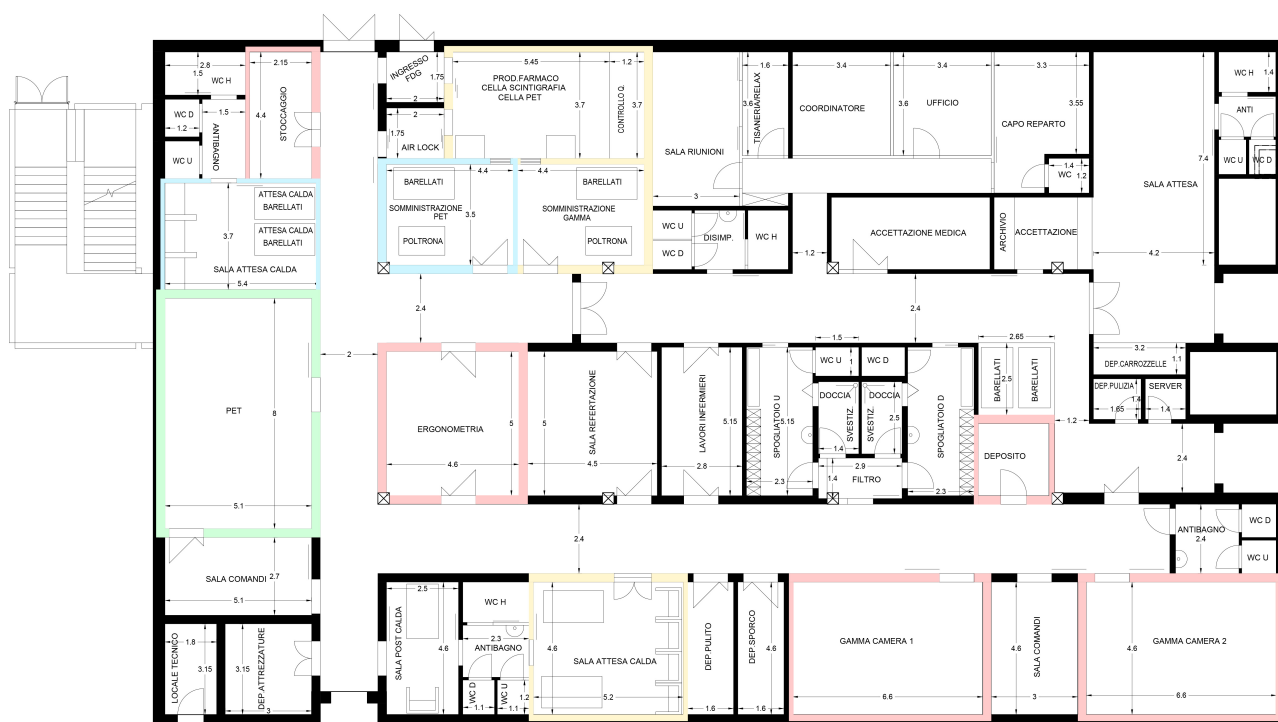 2.8
1.5
WC H
2.15
STOCCAGGIO
4.4
WC D
1.2
1.5
ANTIBAGNO
WC U
INGRESSO
FDG
1.75
2
2
1.75
AIR LOCK
5.45
1.2
PROD.FARMACO
CELLA SCINTIGRAFIA
CELLA PET
3.7
CONTROLLO Q.
3.7
SALA RIUNIONI
3
1.6
TISANERIA/RELAX
3.6
3.4
COORDINATORE
3.4
UFFICIO
3.6
3.3
3.55
CAPO REPARTO
1.4
WC
1.2
SALA ATTESA
7.4
4.2
WC H
1.4
ANTI
WC U
WC D
ATTESA CALDA
BARELLATI
ATTESA CALDA
BARELLATI
3.7
SALA ATTESA CALDA
5.4
BARELLATI
4.4
SOMMINISTRAZIONE
PET
3.5
POLTRONA
4.4
BARELLATI
SOMMINISTRAZIONE
GAMMA
POLTRONA
WC U
WC D
DISIMP.
WC H
1.2
ACCETTAZIONE MEDICA
ARCHIVIO
ACCETTAZIONE
2.4
2.4
2
PET
8
5.1
ERGONOMETRIA
5
4.6
SALA REFERTAZIONE
5
4.5
LAVORI INFERMIERI
5.15
2.8
SPOGLIATOIO U
5.15
2.3
1.5
WC U
1
WC D
DOCCIA
DOCCIA
SVESTIZ.
SVESTIZ.
2.5
1.4
2.9
1.4
FILTRO
SPOGLIATOIO D
2.3
2.65
BARELLATI
2.5
BARELLATI
DEPOSITO
1.2
3.2
1.1
DEP.CARROZZELLE
DEP.PULIZIA
1.4
1.65
SERVER
1.4
2.4
2.4
ANTIBAGNO
2.4
WC D
WC U
SALA COMANDI
2.7
5.1
LOCALE TECNICO
1.8
3.15
DEP.ATTREZZATURE
3.15
3
2.5
SALA POST CALDA
4.6
WC H
2.3
ANTIBAGNO
WC D
1.1
WC U
1.2
1.1
4.6
SALA ATTESA CALDA
5.2
DEP.PULITO
1.6
DEP.SPORCO
4.6
1.6
GAMMA CAMERA 1
6.6
4.6
SALA COMANDI
3
4.6
GAMMA CAMERA 2
6.6